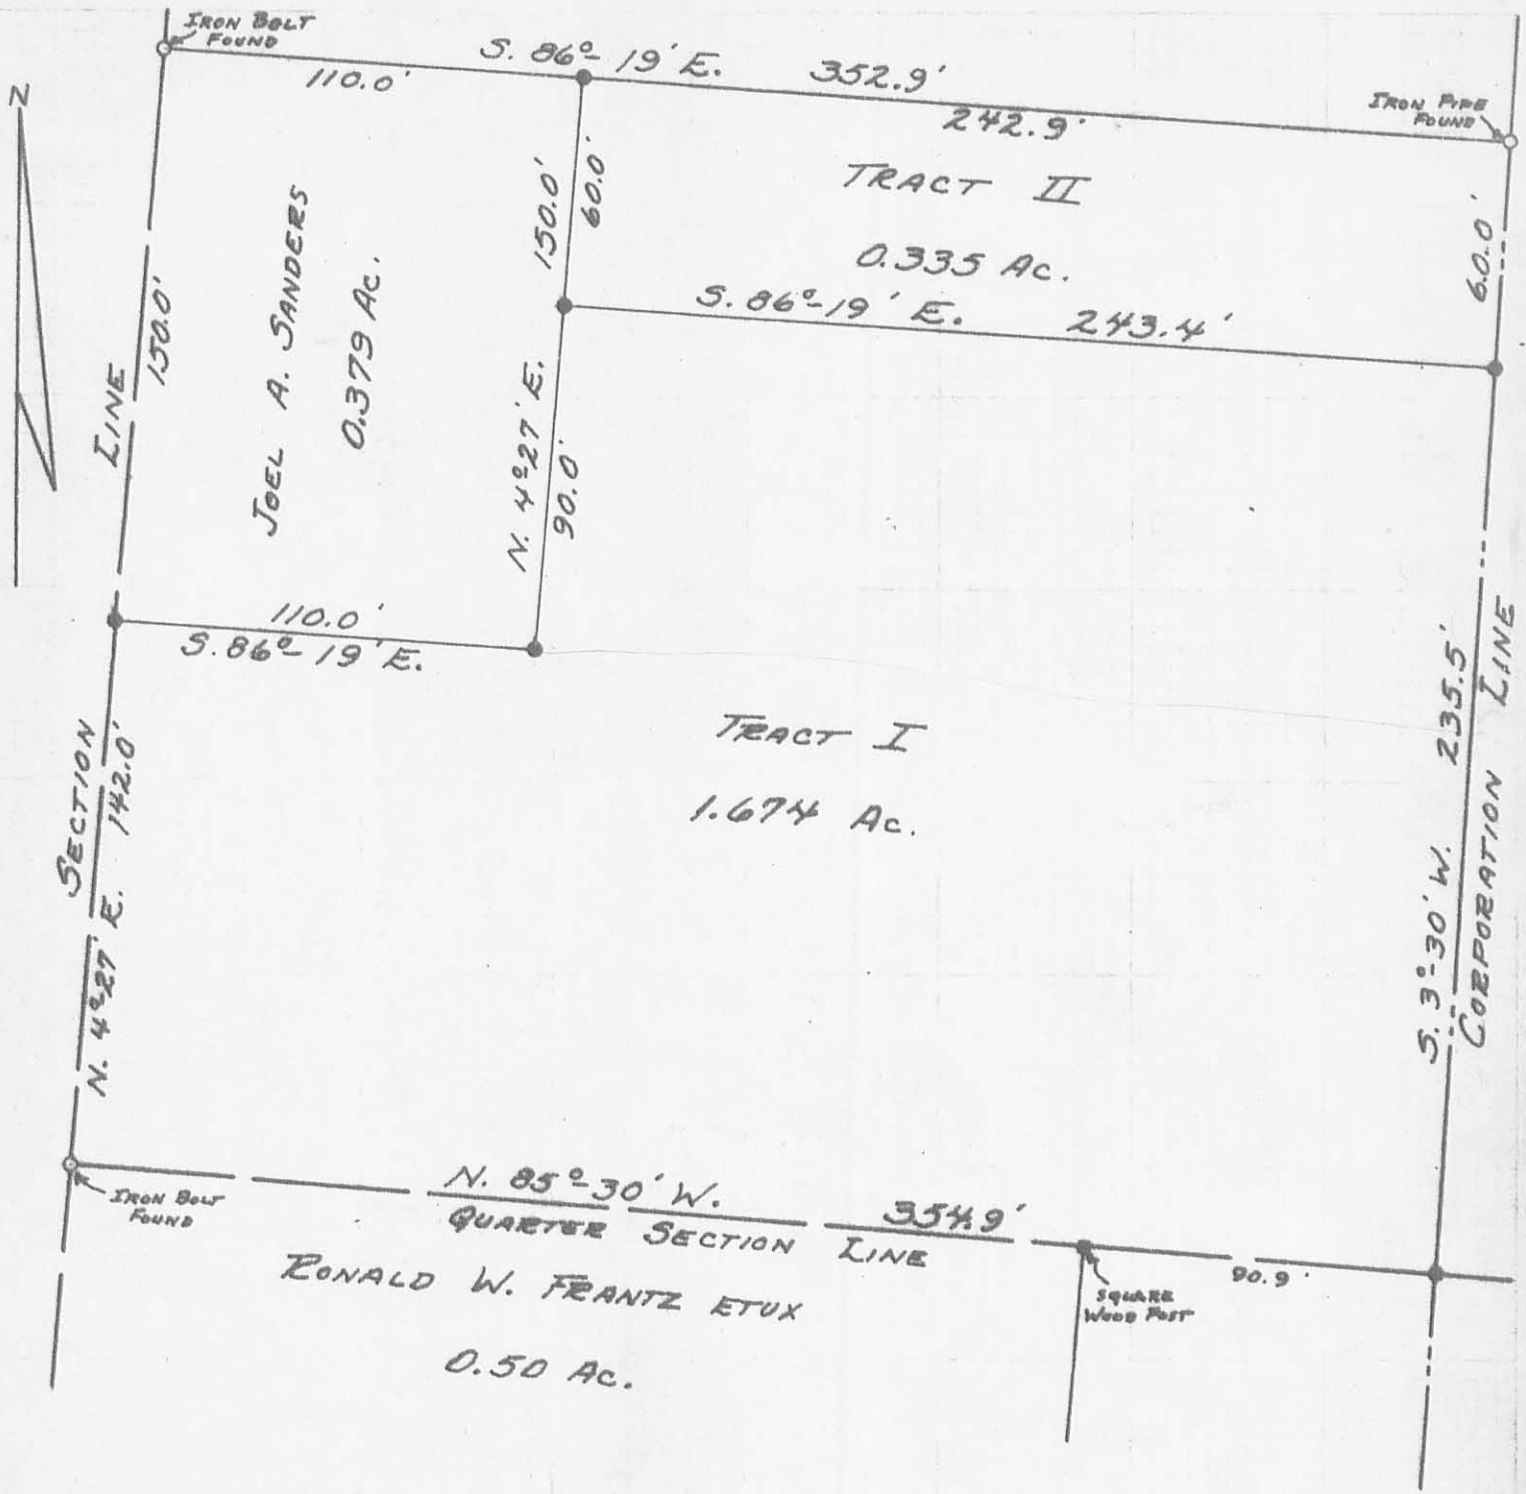 IRON BOLT
FOUND
S. 86°-19' E. 352.9'
110.0'
242.9'
IRON PIPE
FOUND
N
TRACT II
0.335 AC.
150.0'
60.0'
60.0'
S. 86°-19' E. 243.4'
JOEL A. SANDERS
0.379 AC.
150.0'
LINE
N. 4°27' E.
90.0'
110.0'
S. 86°-19' E.
SECTION
N. 4°27' E. 142.0'
TRACT I
1.674 AC.
S. 3°-30' W. 235.5'
CORPORATION LINE
IRON BOLT
FOUND
N. 85°-30' W. 354.9'
QUARTER SECTION LINE
RONALD W. FRANTZ ETUX
0.50 AC.
SQUARE
WOOD POST
90.9'